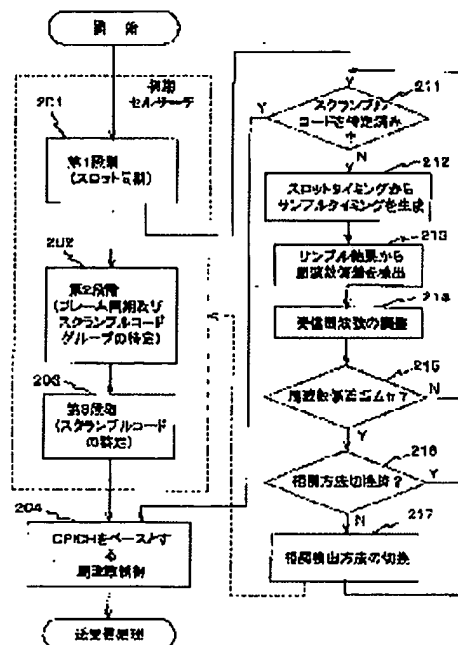 開始
初期
セルサーチ
201
第1段階
(スロット同期)
202
第2段階
(フレーム同期及び
スクランブルコード
グループの特定)
203
第3段階
(スクランブルコード
の特定)
204
CPICHをベースとす
る
周波数制御
送受信処理
211
スクランブル
コードを特定済み
か
Y
Y
N
212
スロットタイミングから
サンプルタイミングを生成
213
サンプル結果から
周波数誤差を検出
214
受信周波数の調整
215
N
Y
216
相関方法切換済?
Y
N
217
相関検出方法の切換